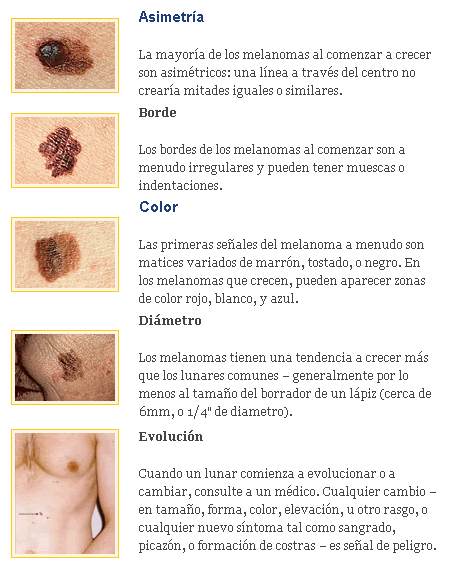 Asimetría
La mayoría de los melanomas al comenzar a crecer
son asimétricos: una línea a través del centro no
crearía mitades iguales o similares.
Borde
Los bordes de los melanomas al comenzar son a
menudo irregulares y pueden tener muescas o
indentaciones.
Color
Las primeras señales del melanoma a menudo son
matices variados de marrón, tostado, o negro. En
los melanomas que crecen, pueden aparecer zonas
de color rojo, blanco, y azul.
Diámetro
Los melanomas tienen una tendencia a crecer más
que los lunares comunes – generalmente por lo
menos al tamaño del borrador de un lápiz (cerca de
6mm, o 1/4" de diametro).
Evolución
Cuando un lunar comienza a evolucionar o a
cambiar, consulte a un médico. Cualquier cambio –
en tamaño, forma, color, elevación, u otro rasgo, o
cualquier nuevo síntoma tal como sangrado,
picazón, o formación de costras – es señal de peligro.